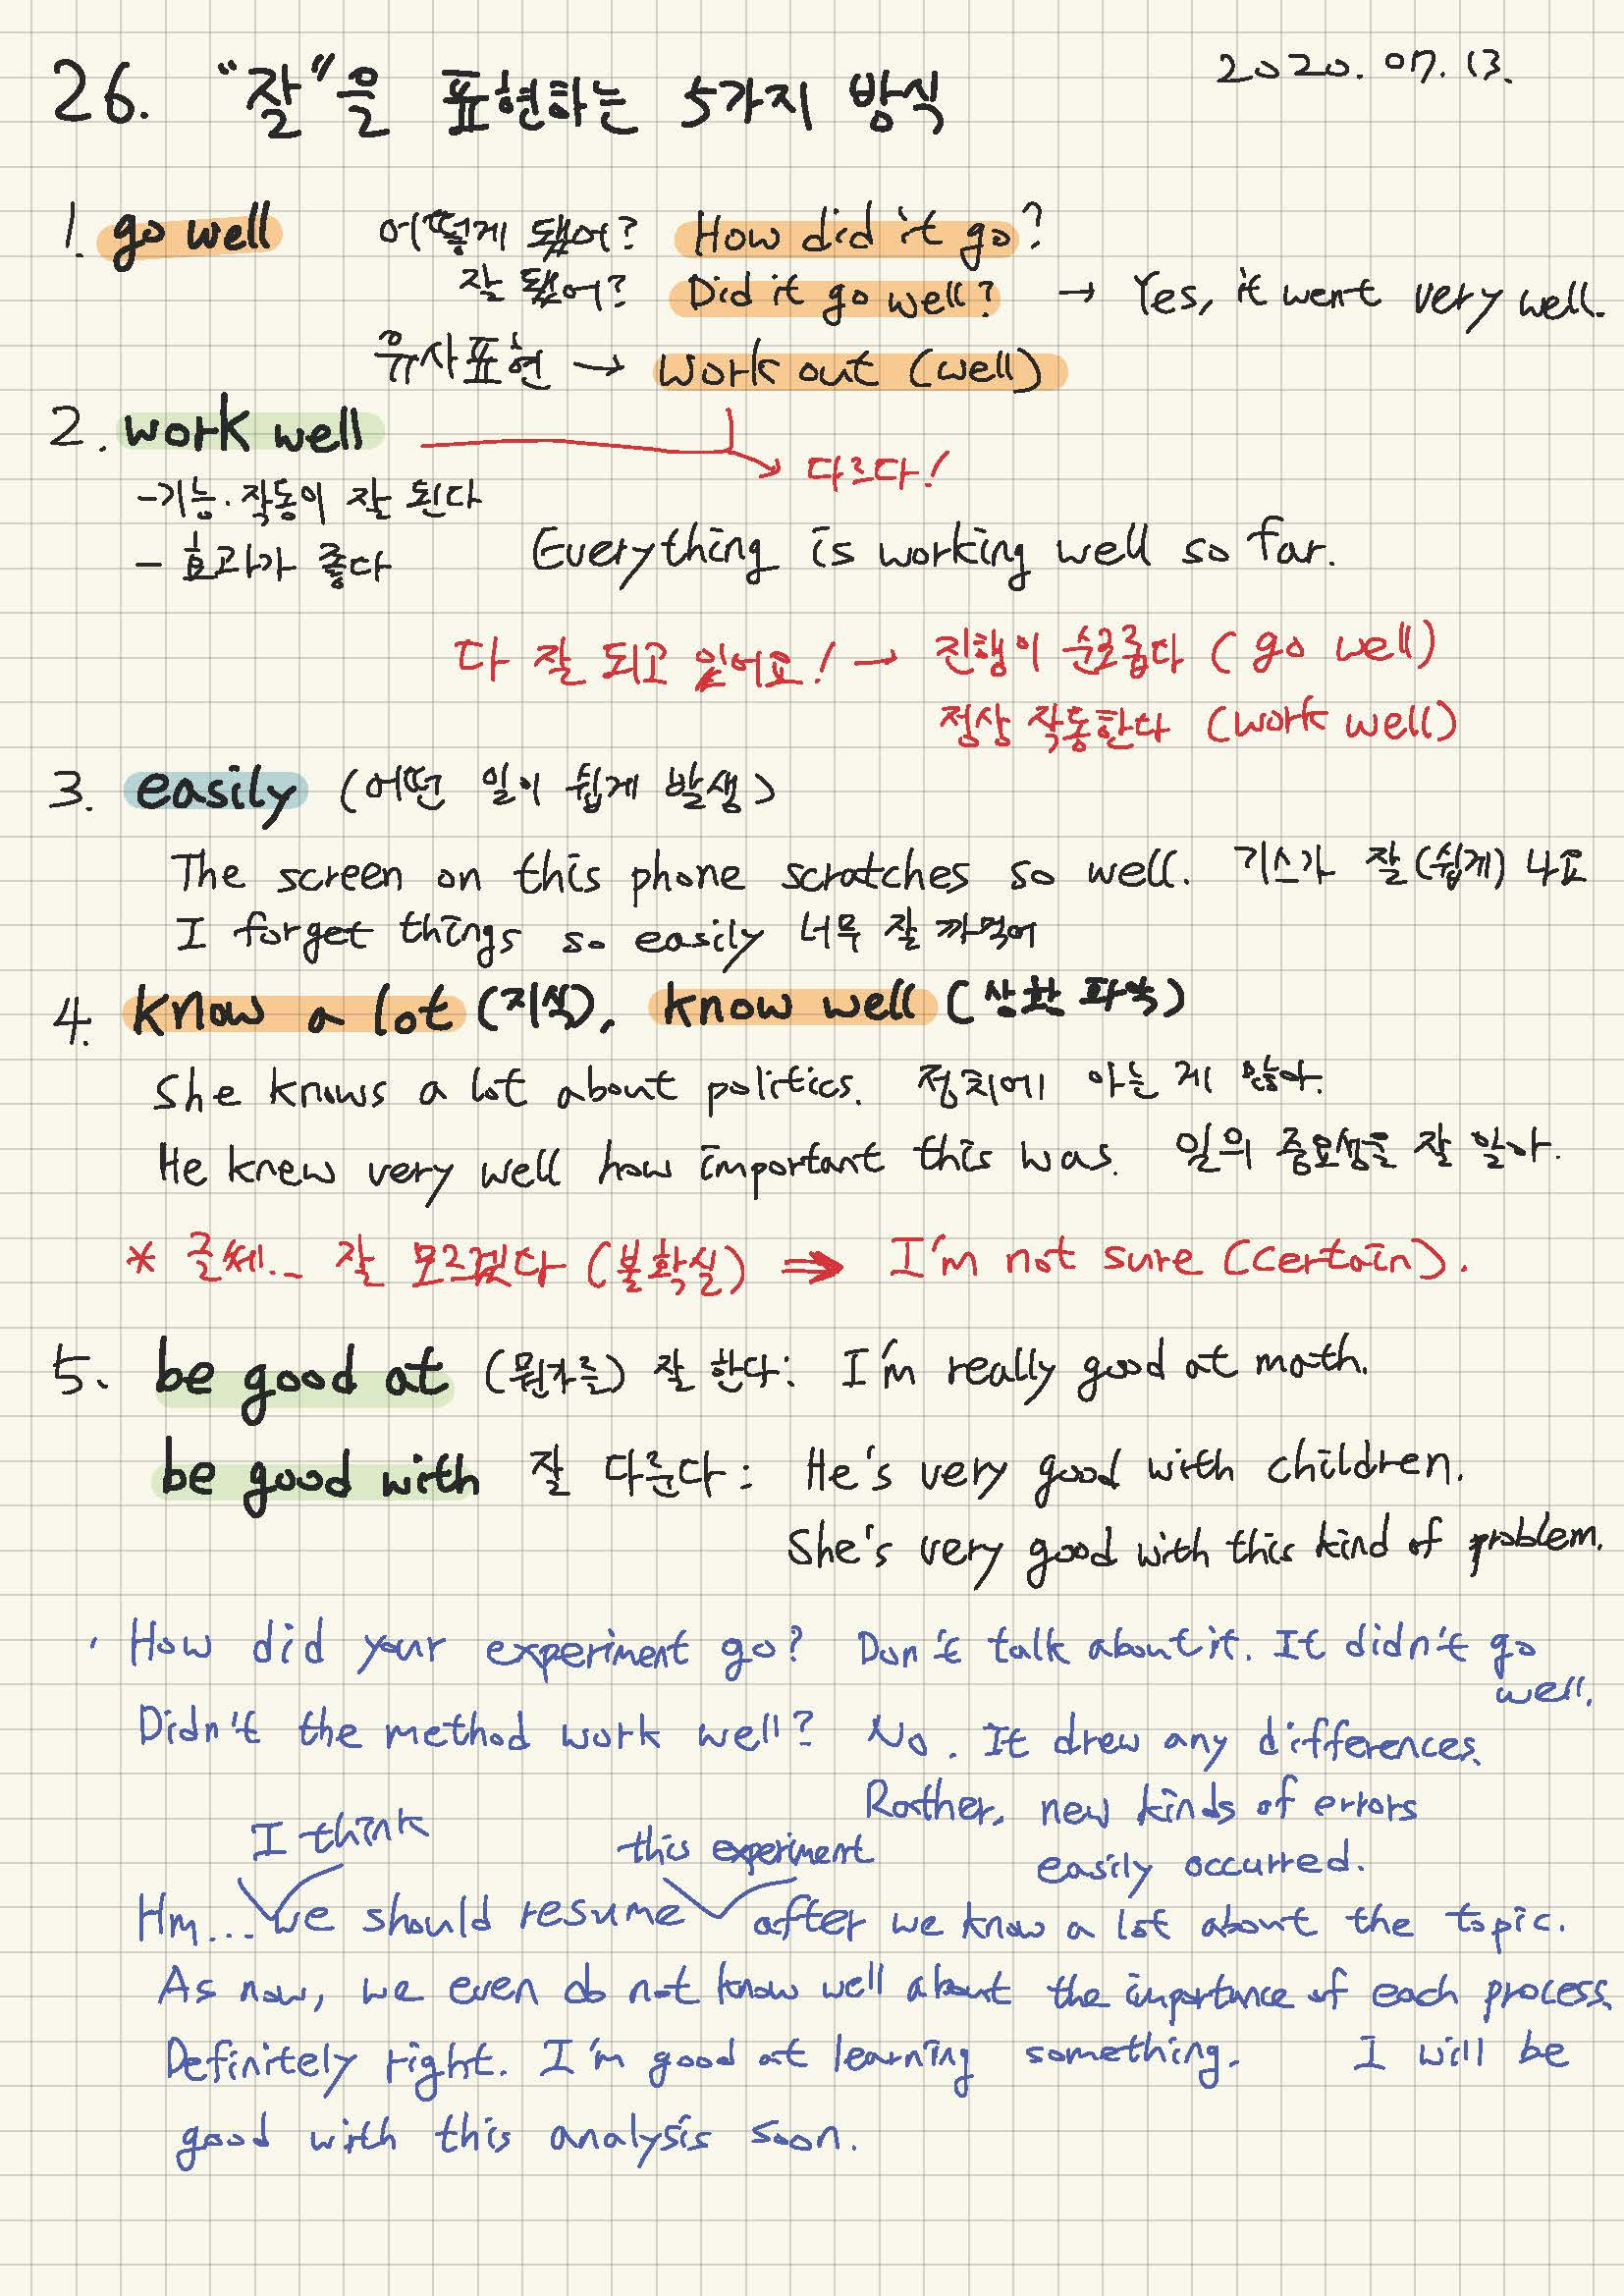 26. “잘”을 표현하는 5가지 방식
2020. 07. 13.
1. go well 어떻게 됐어? How did it go?
잘 됐어? Did it go well? → Yes, it went very well.
유사표현 → work out (well)
2. work well
다르다!
-기능·작동이 잘 된다
- 효과가 좋다 Everything is working well so far.
다 잘 되고 있어요! → 진행이 순로롭다 (go well)
정상 작동한다 (work well)
3. easily (어떤 일이 쉽게 발생)
The screen on this phone scratches so well. 기스가 잘(쉽게) 나요
I forget things so easily 너무 잘 까먹어
4. know a lot (지식), know well (상황 파악)
She knows a lot about politics. 정치에 아는 게 많아.
He knew very well how important this was. 일의 중요성을 잘 알아.
* 글쎄.. 잘 모르겠다 (불확실) ⇒ I'm not sure (certain).
5. be good at (뭔가를) 잘 한다: I'm really good at math.
be good with 잘 다룬다: He's very good with children.
She's very good with this kind of problem.
· How did your experiment go? Don't talk about it. It didn't go
well.
Didn't the method work well? No. It drew any differences.
Rather, new kinds of errors
easily occurred.
I think this experiment
Hm... we should resume after we know a lot about the topic.
As now, we even do not know well about the importance of each process.
Definitely right. I'm good at learning something. I will be
good with this analysis soon.